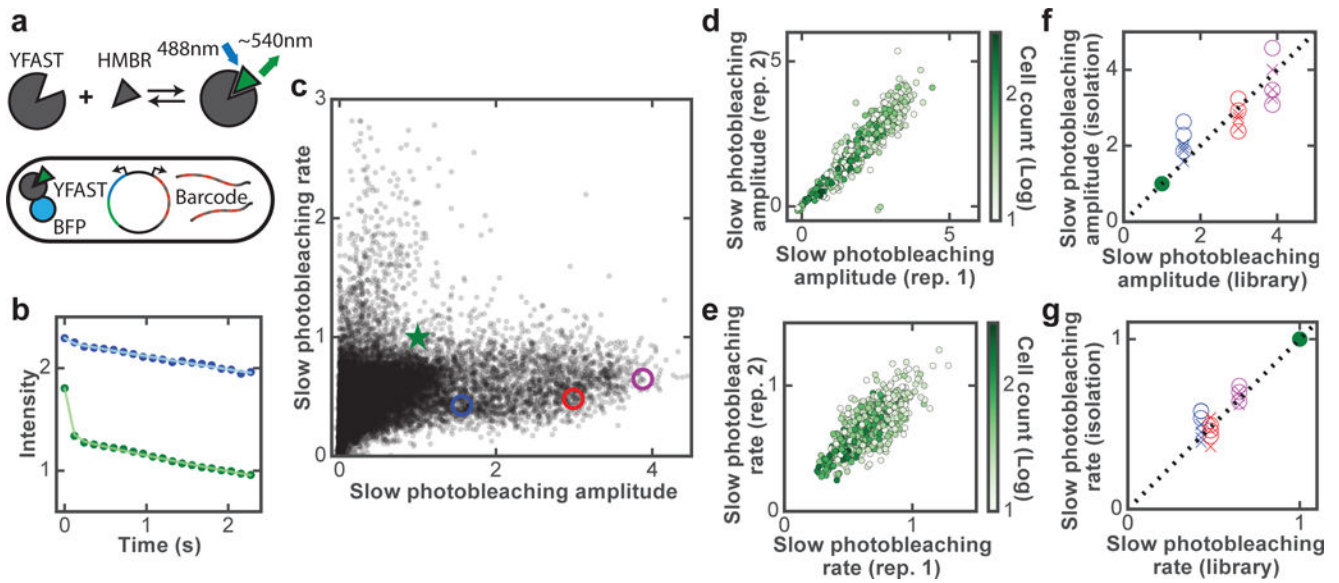 a
YFAST
HMBR
488nm
~540nm
+
YFAST
BFP
Barcode
b
Intensity
2
1
0
1
2
Time (s)
c
Slow photobleaching rate
3
2
1
0
0
2
4
Slow photobleaching amplitude
d
Slow photobleaching
amplitude (rep. 2)
5
0
0
5
Slow photobleaching
amplitude (rep. 1)
Cell count (Log)
2
1
e
Slow photobleaching
rate (rep. 2)
1
0
0
1
Slow photobleaching
rate (rep. 1)
Cell count (Log)
2
1
f
Slow photobleaching
amplitude (isolation)
4
2
0
0
2
4
Slow photobleaching
amplitude (library)
g
Slow photobleaching
rate (isolation)
1
0
0
1
Slow photobleaching
rate (library)